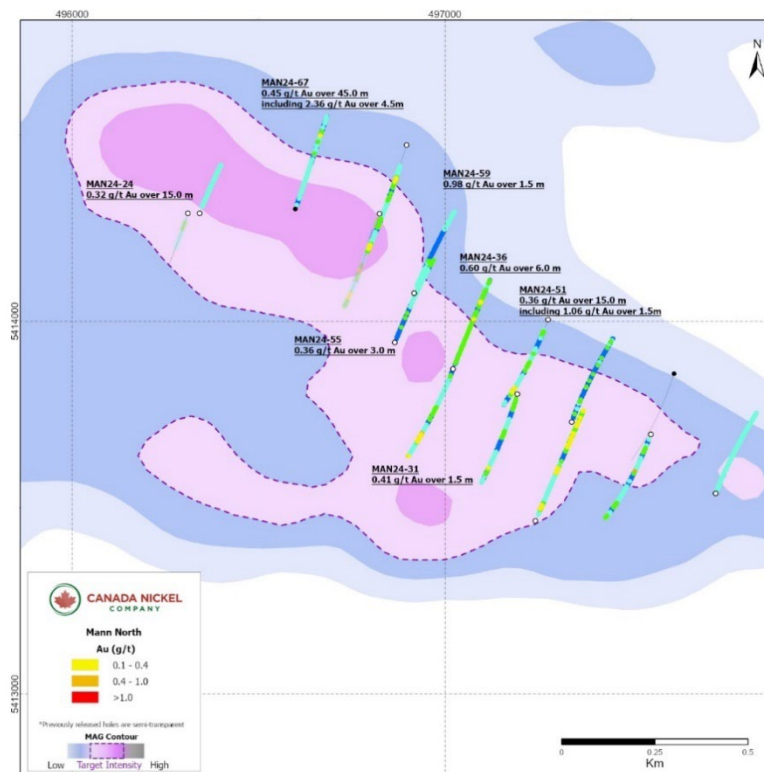 496000
497000
N
MAN24-67
0.45 g/t Au over 45.0 m
including 2.36 g/t Au over 4.5m
MAN24-24
0.32 g/t Au over 15.0 m
MAN24-59
0.98 g/t Au over 1.5 m
MAN24-36
0.60 g/t Au over 6.0 m
MAN24-51
0.36 g/t Au over 15.0 m
including 1.06 g/t Au over 1.5m
5414000
MAN24-55
0.36 g/t Au over 3.0 m
MAN24-31
0.41 g/t Au over 1.5 m
CANADA NICKEL
COMPANY
Mann North
Au (g/t)
0.1 - 0.4
0.4 - 1.0
>1.0
*Previously released holes are semi-transparent
MAG Contour
Low Target Intensity High
5413000
0 0.25 0.5
Km